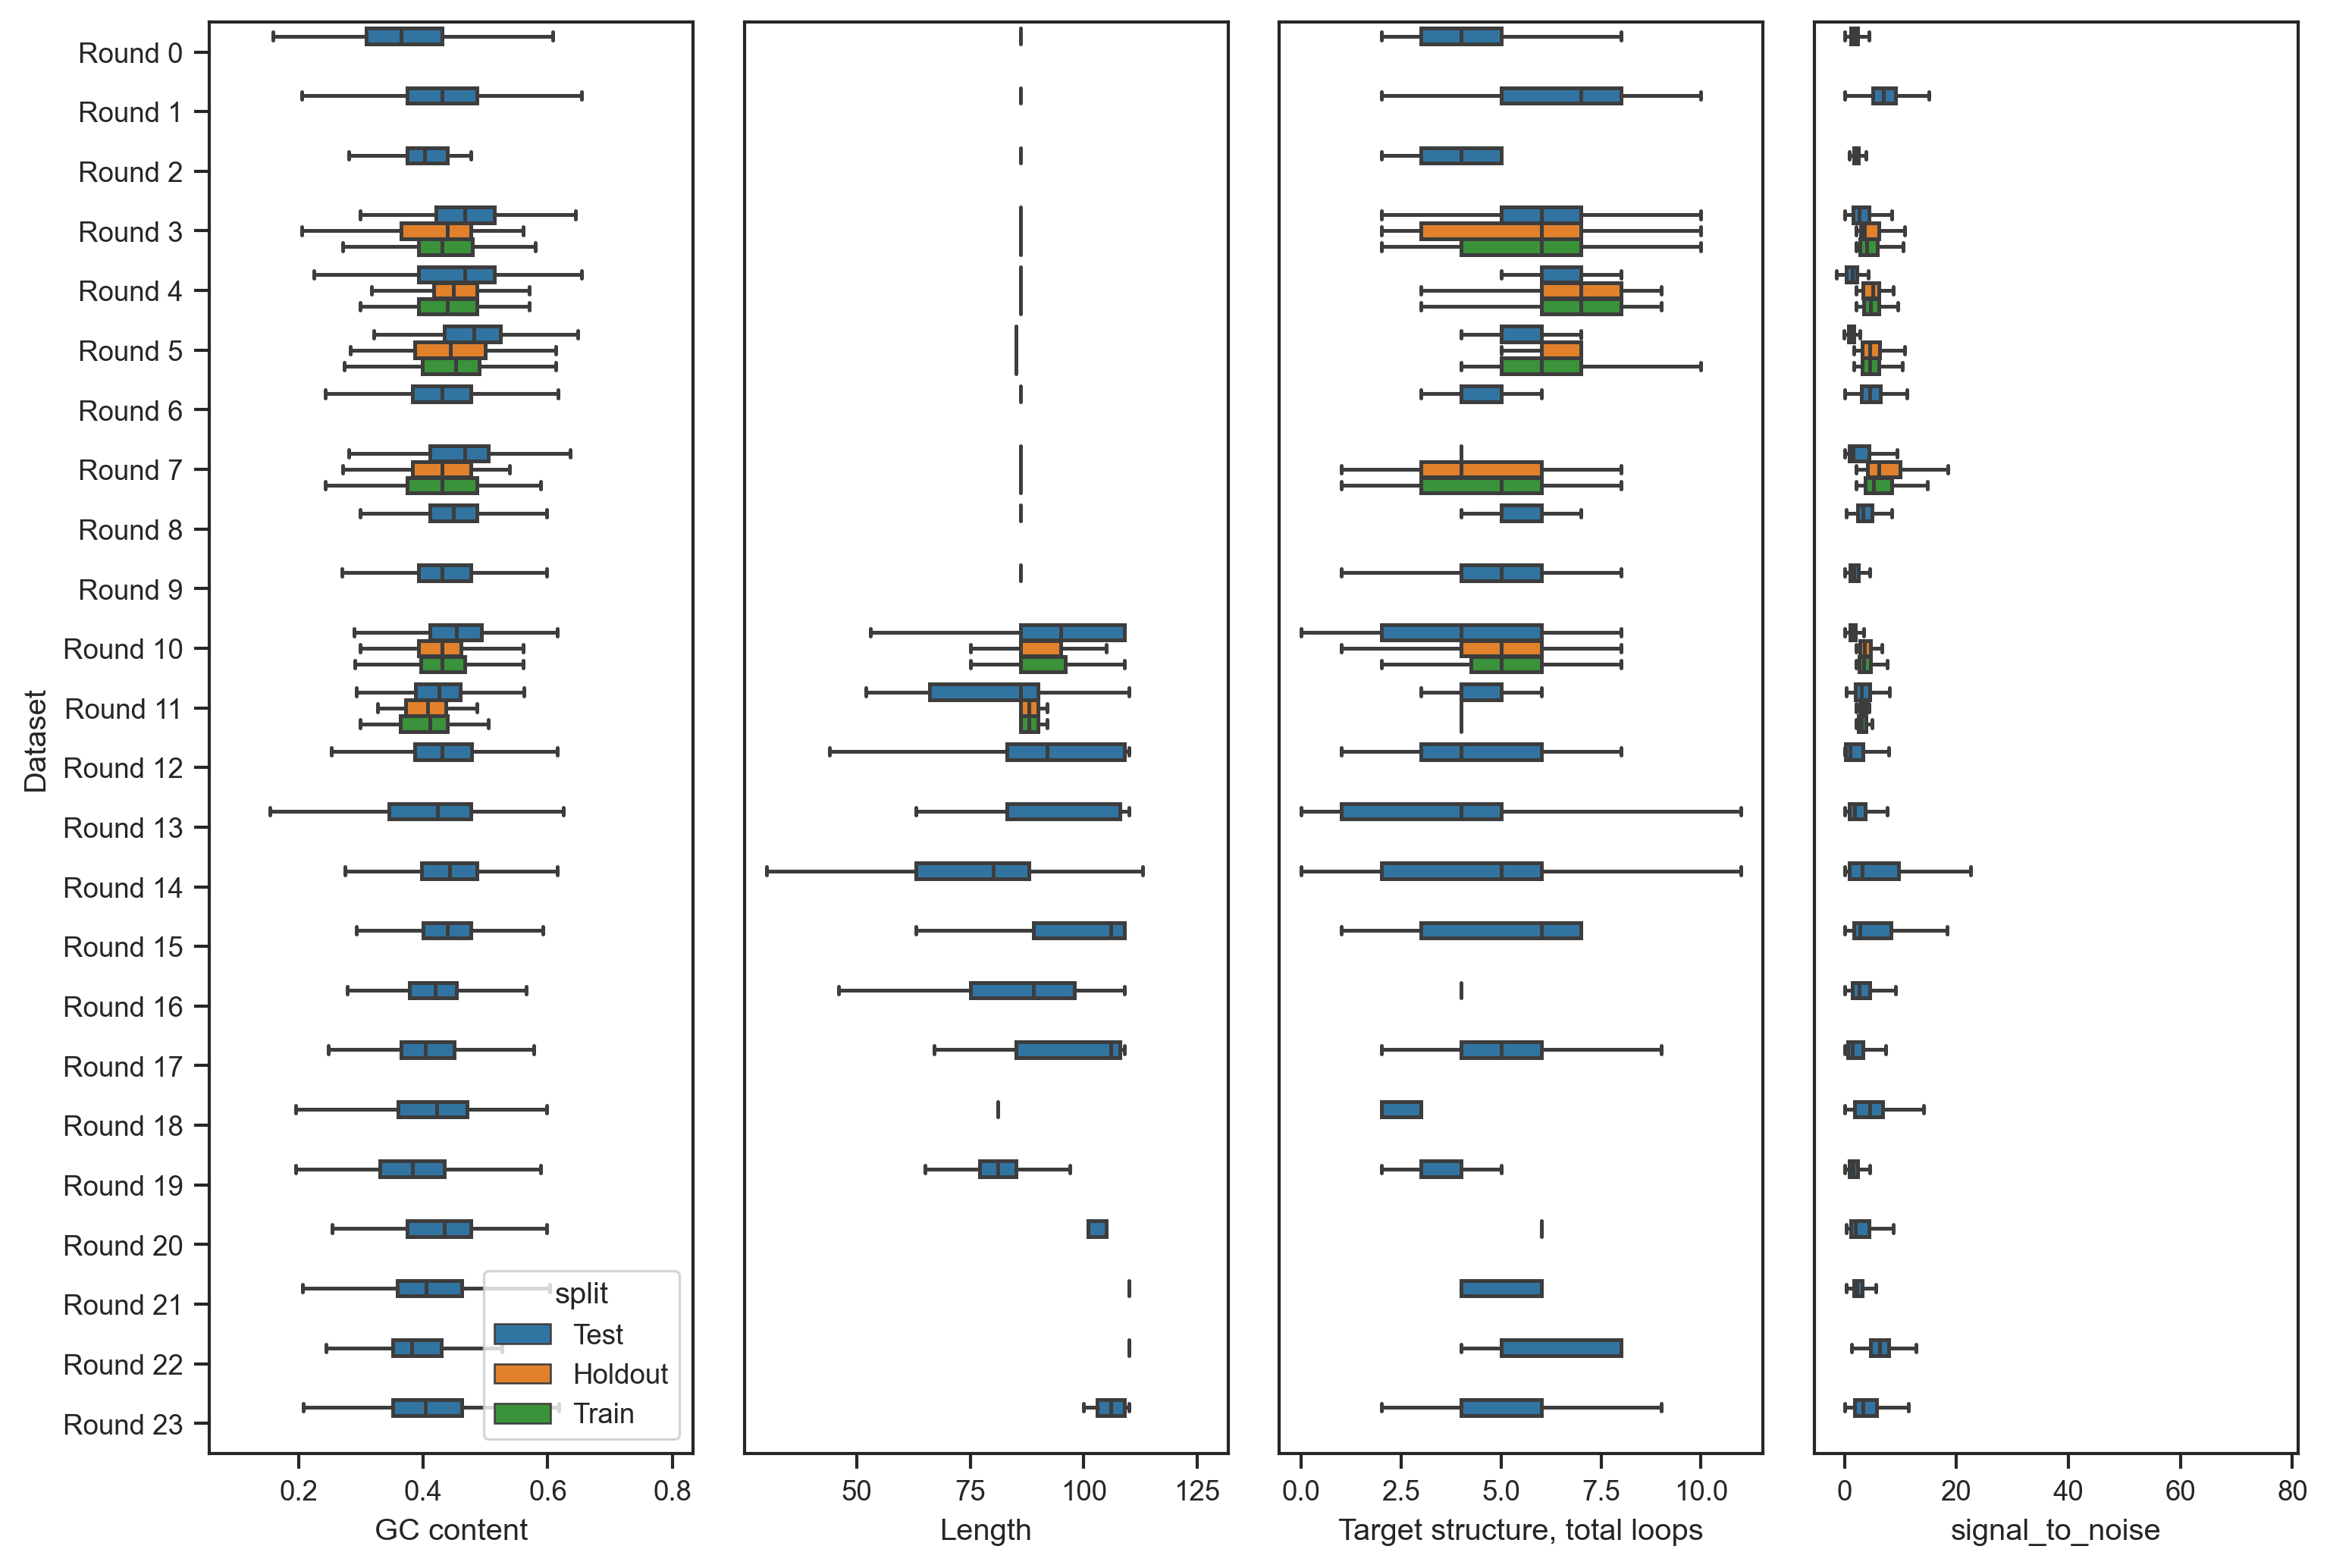 Dataset
Round 0
Round 1
Round 2
Round 3
Round 4
Round 5
Round 6
Round 7
Round 8
Round 9
Round 10
Round 11
Round 12
Round 13
Round 14
Round 15
Round 16
Round 17
Round 18
Round 19
Round 20
Round 21
Round 22
Round 23
split
Test
Holdout
Train
0.2 0.4 0.6 0.8
GC content
50 75 100 125
Length
0.0 2.5 5.0 7.5 10.0
Target structure, total loops
0 20 40 60 80
signal_to_noise